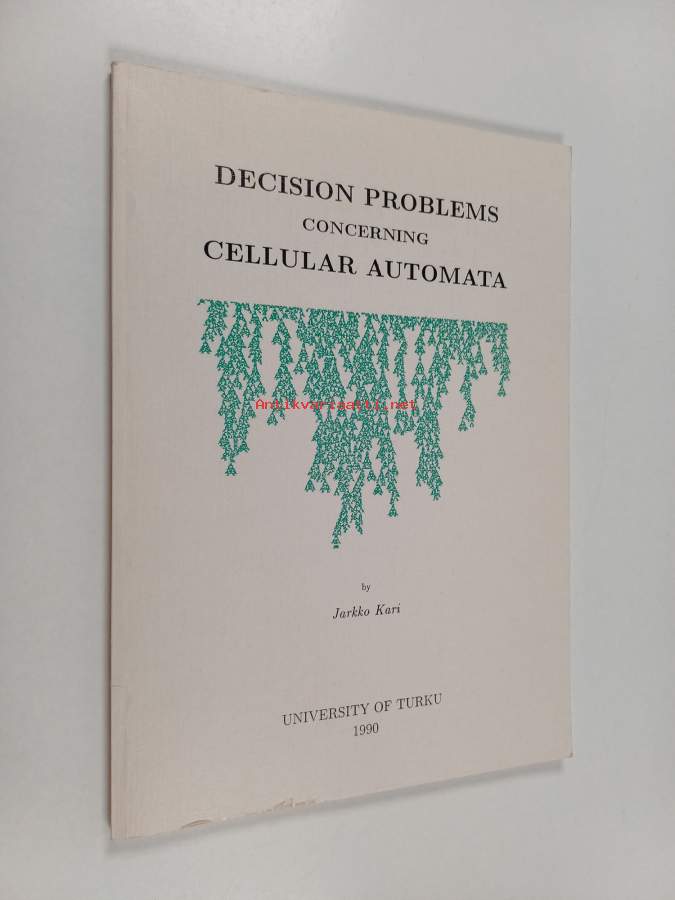 DECISION PROBLEMS
CONCERNING
CELLULAR AUTOMATA
Antikvariaatti.net
by
Jarkko Kari
UNIVERSITY OF TURKU
1990